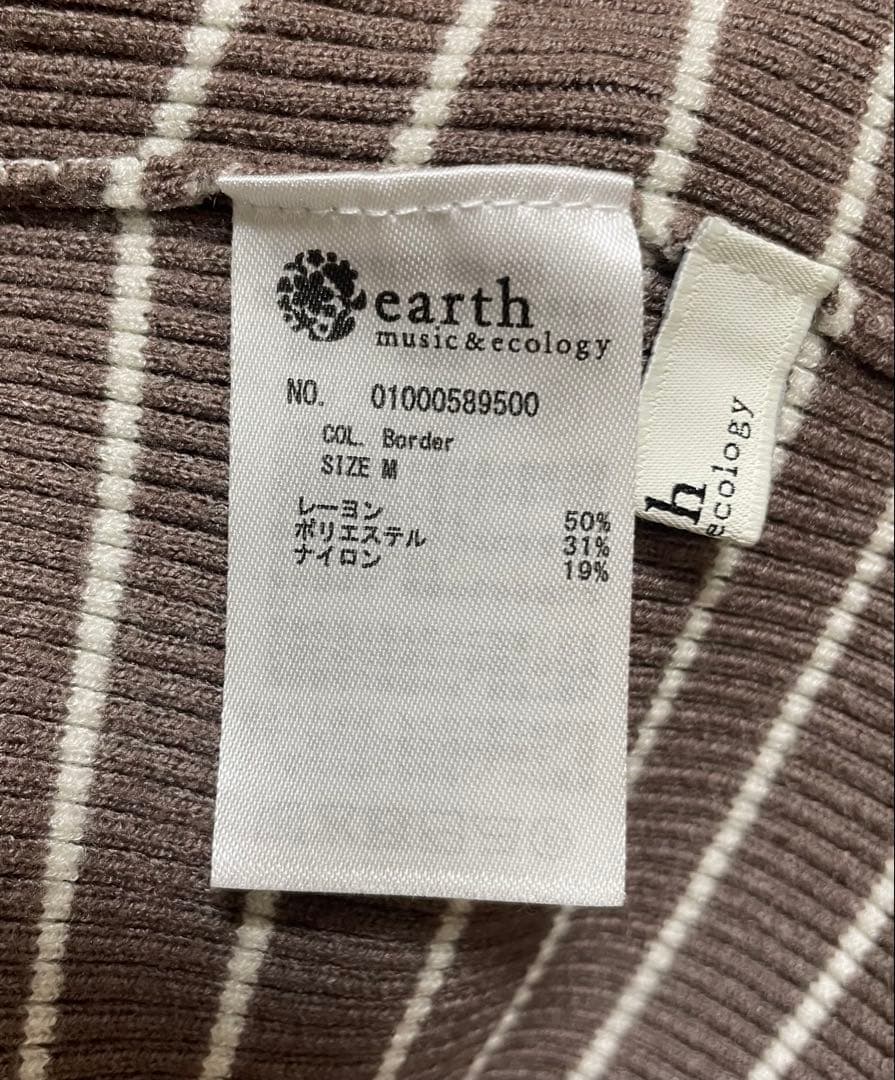 earth
music&ecology
NO. 01000589500
COL. Border
SIZE M
レーヨン 50%
ポリエステル 31%
ナイロン 19%
h
ecology